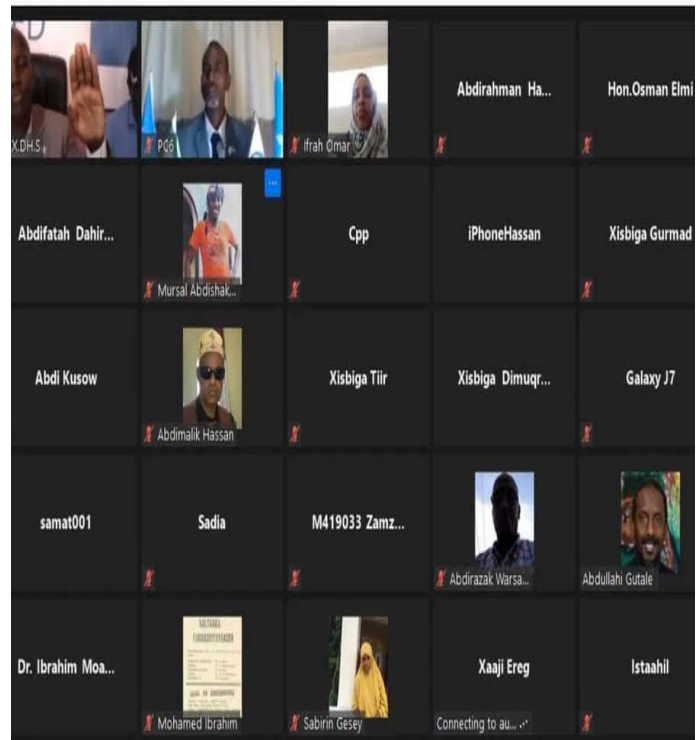 X.DH.S
PC6
Ifrah Omar
Abdirahman Ha...
Hon.Osman Elmi
Abdifatah Dahir...
Mursal Abdishak...
Cpp
iPhoneHassan
Xisbiga Gurmad
Abdi Kusow
Abdimalik Hassan
Xisbiga Tiir
Xisbiga Dimuqr...
Galaxy J7
samat001
Sadia
M419033 Zamz...
Abdirazak Warsa...
Abdullahi Gutale
Dr. Ibrahim Moa...
Mohamed Ibrahim
Sabirin Gesey
Xaaji Ereg
Connecting to au...
Istaahil